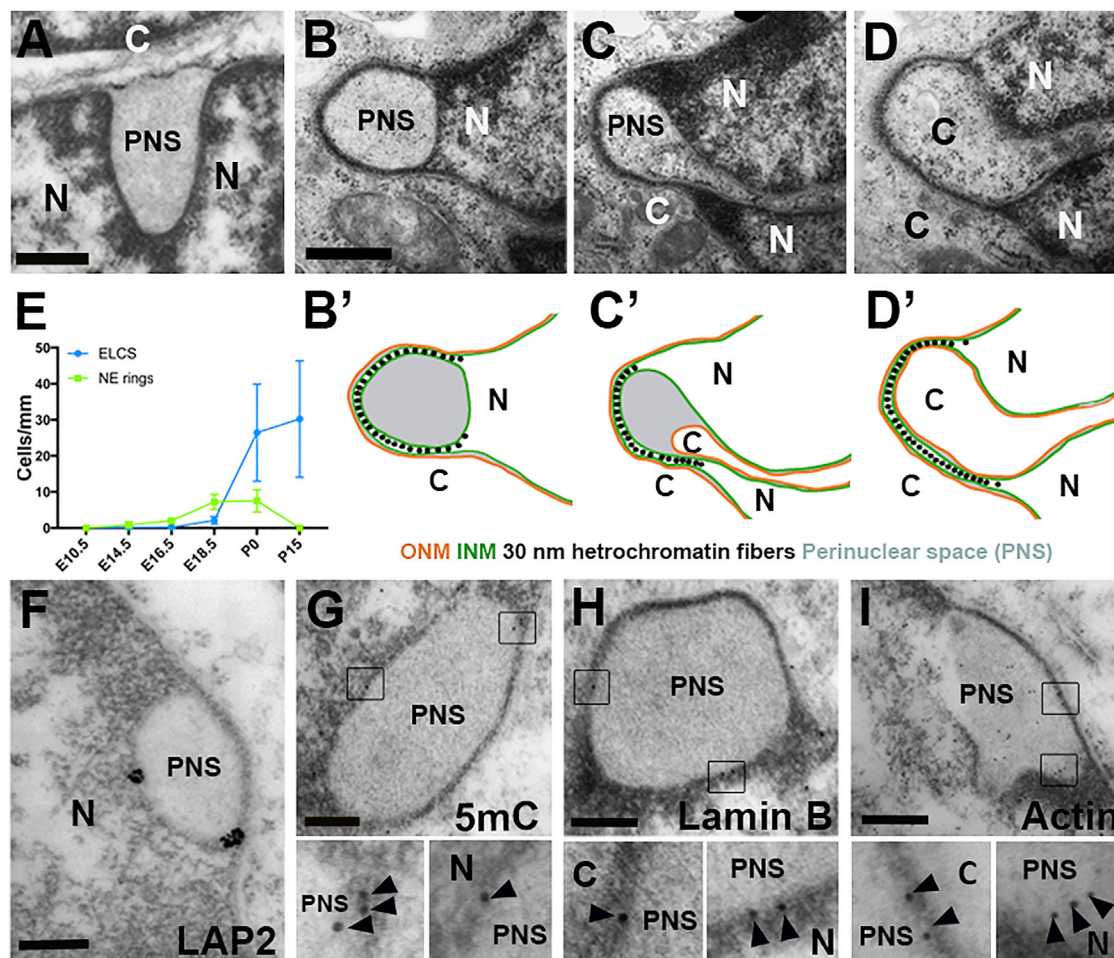 A
C
PNS
N
N
B
PNS
N
C
PNS
N
C
N
D
N
C
C
N
E
ELCS
NE rings
Cells/mm
50
40
30
20
10
0
E10.5
E14.5
E16.5
E18.5
P0
P15
B’
N
C
C’
N
C
C
N
D’
N
C
C
N
ONM INM 30 nm hetrochromatin fibers Perinuclear space (PNS)
F
PNS
N
LAP2
G
PNS
5mC
PNS
N
PNS
H
PNS
Lamin B
C
PNS
PNS
N
I
PNS
Actin
C
PNS
PNS
N